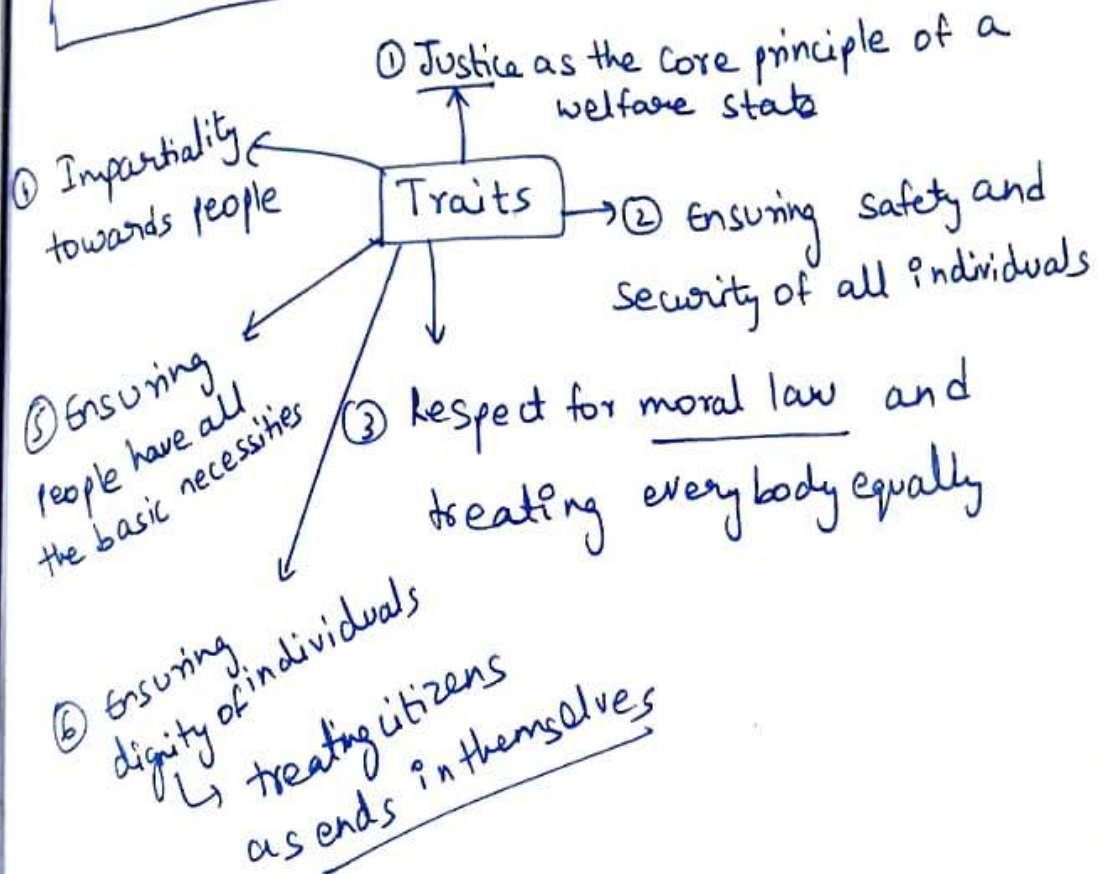 ① Justice as the core principle of a
welfare state
Traits
② Ensuring safety and
security of all individuals
③ Respect for moral law and
treating everybody equally
④ Impartiality
towards people
⑤ Ensuring
people have all
the basic necessities
⑥ Ensuring
dignity of individuals
↳ treating citizens
as ends in themselves